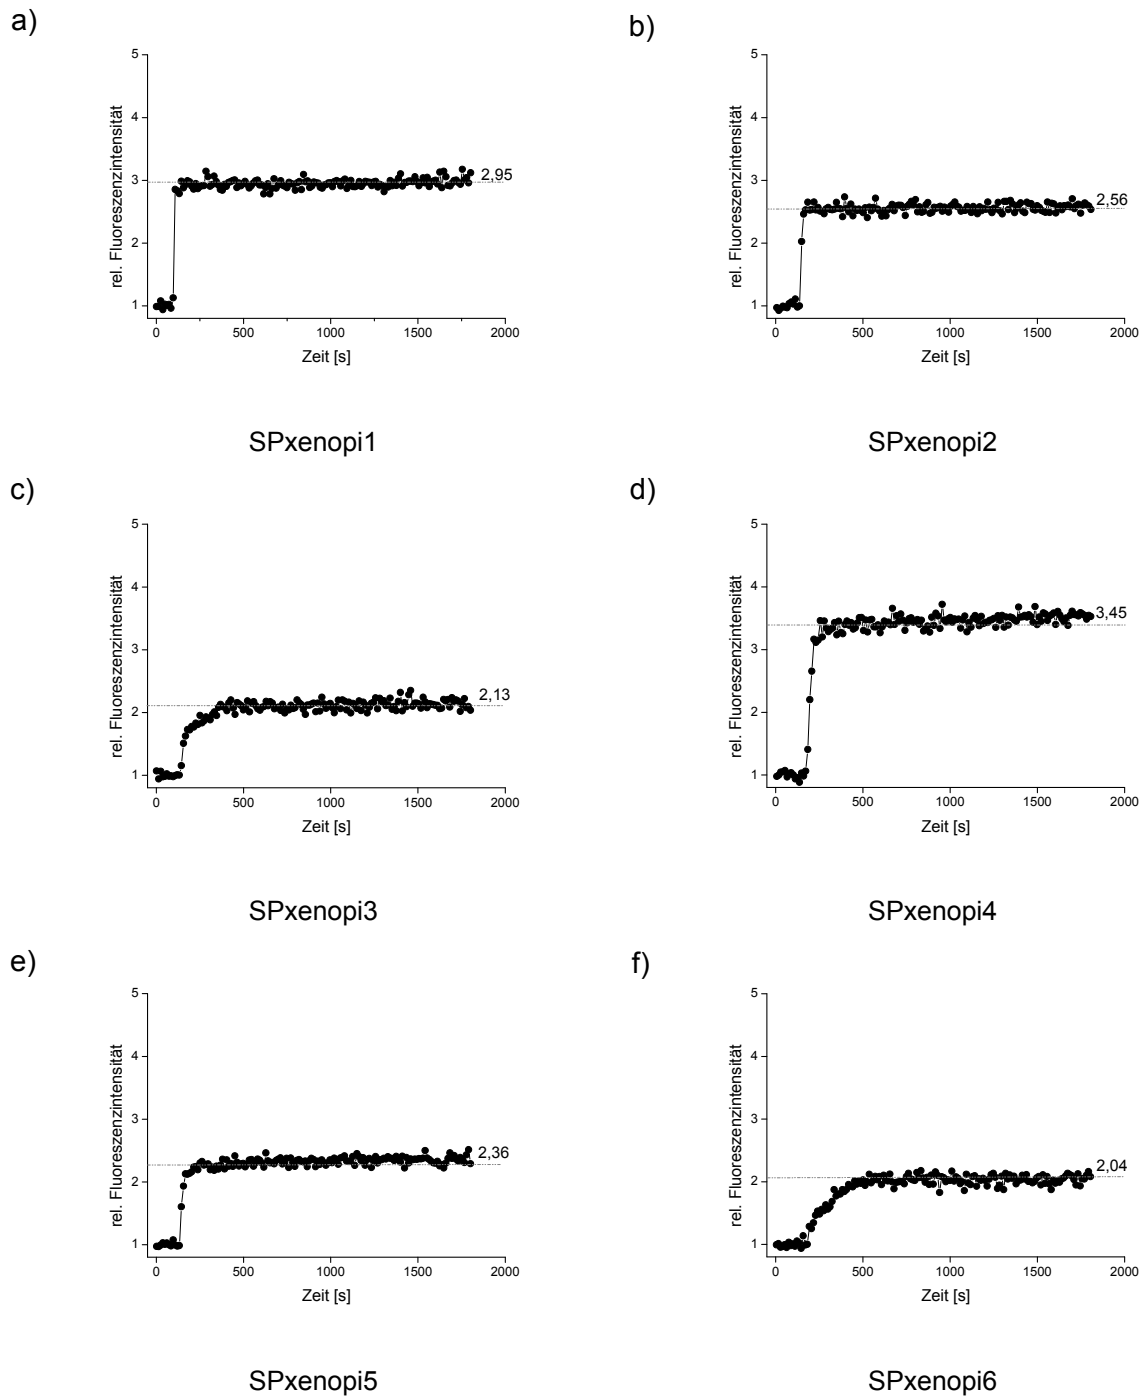 a)
5
4
3
2
1
rel. Fluoreszenzintensität
2,95
0
500
1000
1500
2000
Zeit [s]
SPxenopi1
b)
5
4
3
2
1
rel. Fluoreszenzintensität
2,56
0
500
1000
1500
2000
Zeit [s]
SPxenopi2
c)
5
4
3
2
1
rel. Fluoreszenzintensität
2,13
0
500
1000
1500
2000
Zeit [s]
SPxenopi3
d)
5
4
3
2
1
rel. Fluoreszenzintensität
3,45
0
500
1000
1500
2000
Zeit [s]
SPxenopi4
e)
5
4
3
2
1
rel. Fluoreszenzintensität
2,36
0
500
1000
1500
2000
Zeit [s]
SPxenopi5
f)
5
4
3
2
1
rel. Fluoreszenzintensität
2,04
0
500
1000
1500
2000
Zeit [s]
SPxenopi6